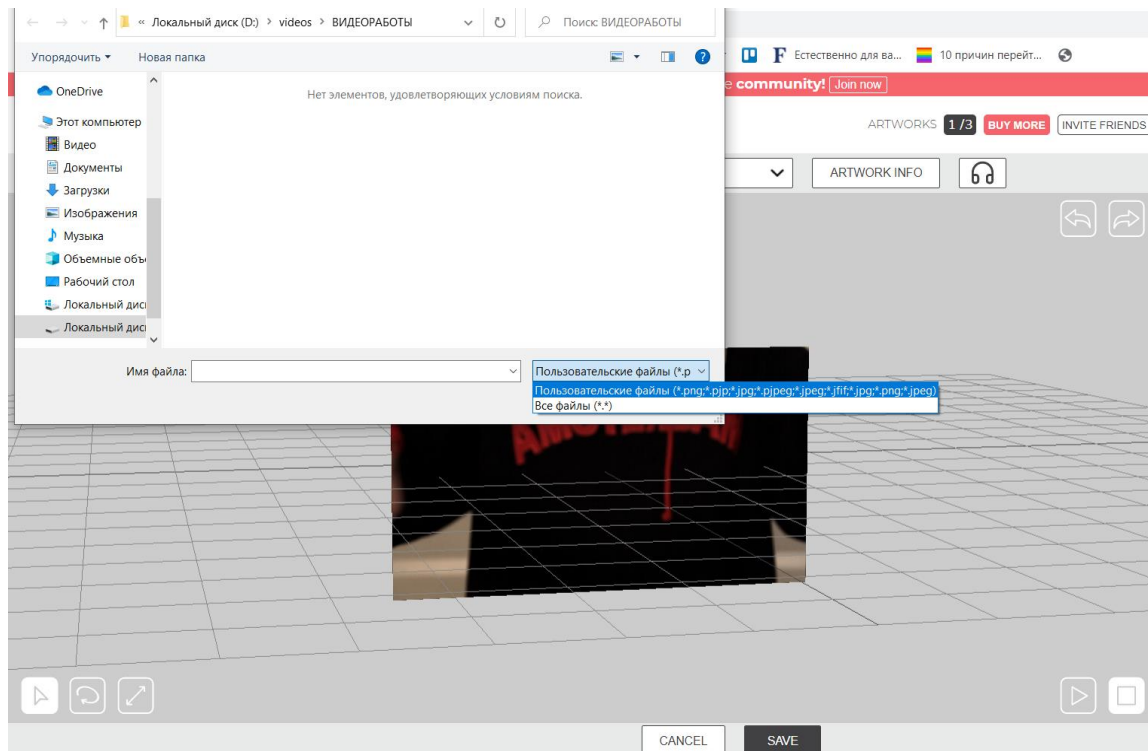 « Локальный диск (D:) › videos › ВИДЕОРАБОТЫ
Поиск: ВИДЕОРАБОТЫ
Упорядочить
Новая папка
F Естественно для ва...
10 причин перейт...
community! Join now
OneDrive
Этот компьютер
Видео
Документы
Загрузки
Изображения
Музыка
Объемные объ
Рабочий стол
Локальный дис
Локальный дис
Нет элементов, удовлетворяющих условиям поиска.
ARTWORKS 1 /3 BUY MORE INVITE FRIENDS
ARTWORK INFO
Имя файла:
Пользовательские файлы (*.p
Пользовательские файлы (*.png;*.pjp;*.jpg;*.pjpeg;*.jpeg;*.jfif;*.jpg;*.png;*.jpeg)
Все файлы (*.*)
CANCEL
SAVE